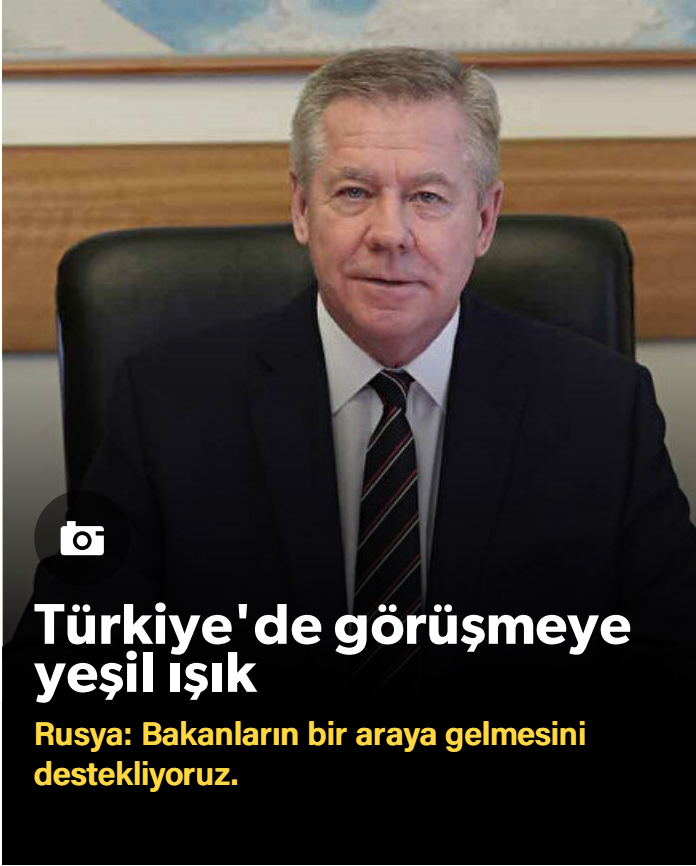 Türkiye'de görüşmeye
yeşil ışık
Rusya: Bakanların bir araya gelmesini
destekliyoruz.